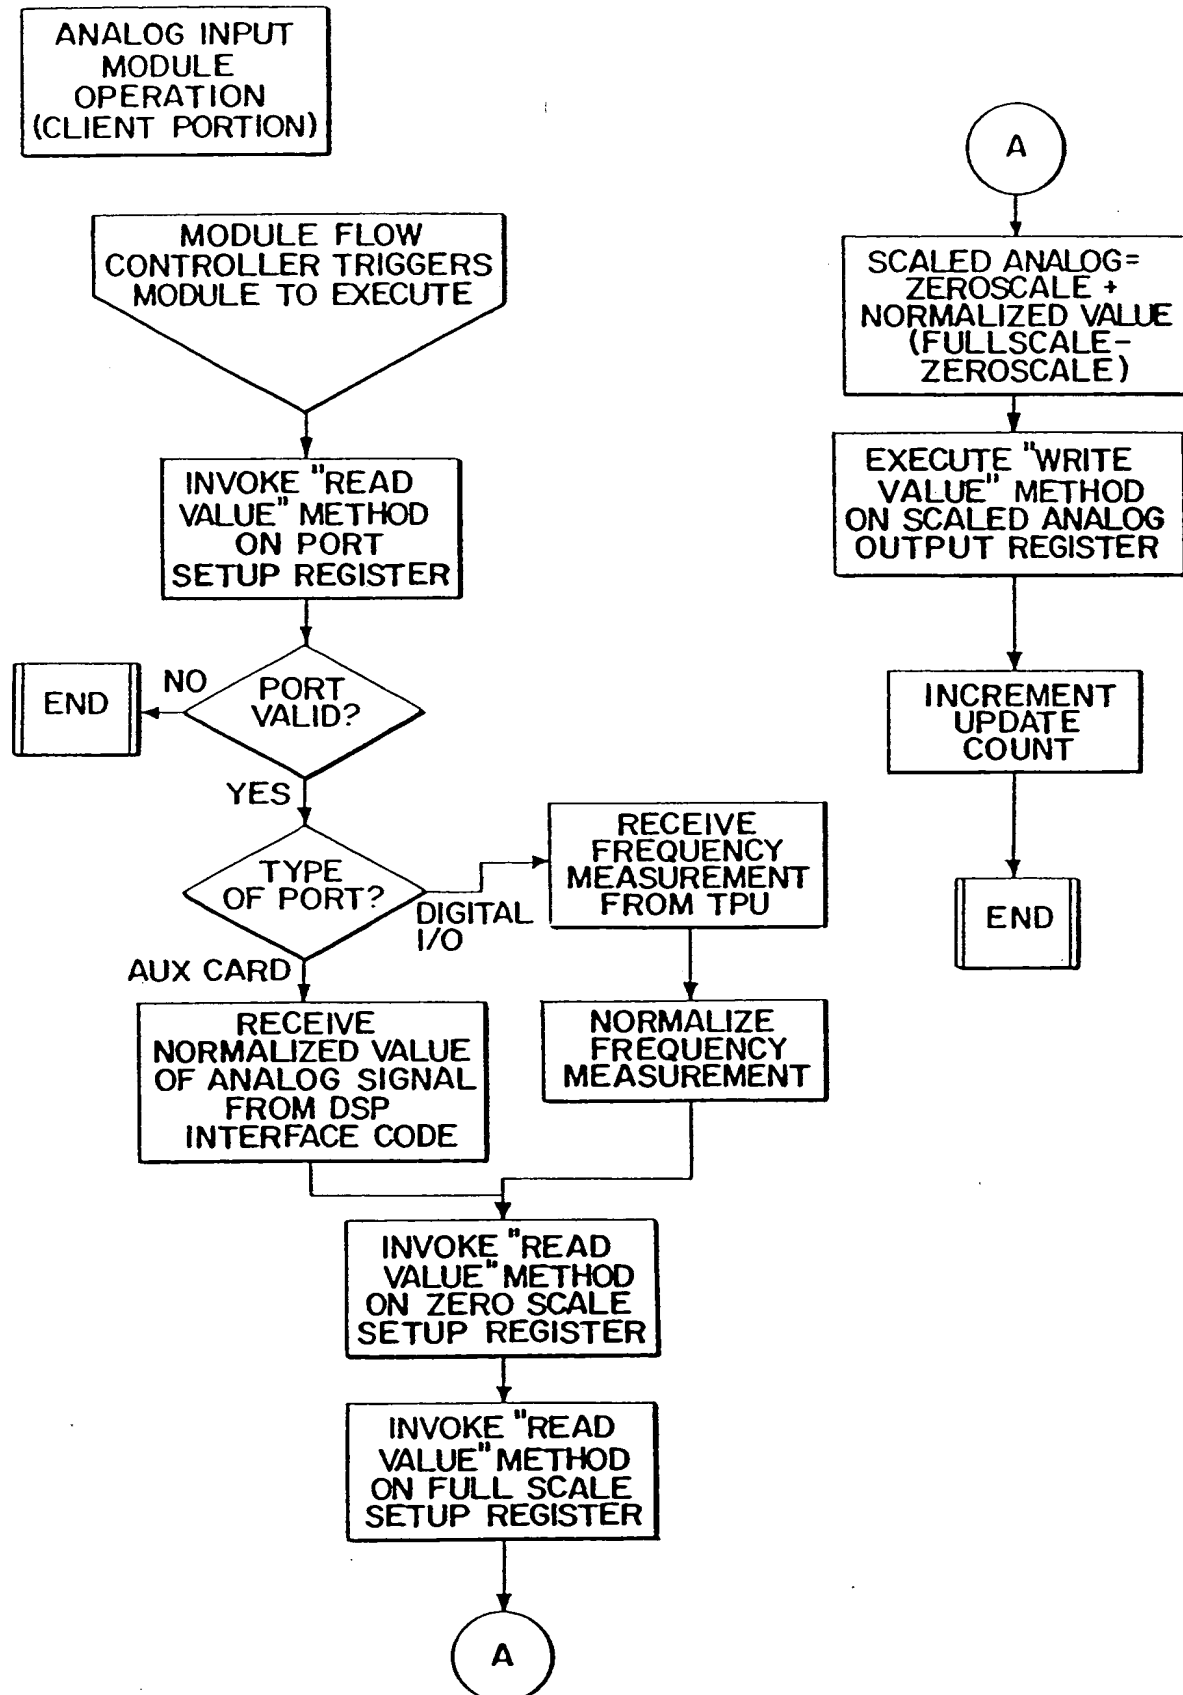 ANALOG INPUT
MODULE
OPERATION
(CLIENT PORTION)
MODULE FLOW
CONTROLLER TRIGGERS
MODULE TO EXECUTE
INVOKE "READ
VALUE" METHOD
ON PORT
SETUP REGISTER
PORT
VALID?
NO
END
YES
TYPE
OF PORT?
DIGITAL
I/O
AUX CARD
RECEIVE
FREQUENCY
MEASUREMENT
FROM TPU
RECEIVE
NORMALIZED VALUE
OF ANALOG SIGNAL
FROM DSP
INTERFACE CODE
NORMALIZE
FREQUENCY
MEASUREMENT
INVOKE "READ
VALUE" METHOD
ON ZERO SCALE
SETUP REGISTER
INVOKE "READ
VALUE" METHOD
ON FULL SCALE
SETUP REGISTER
A
A
SCALED ANALOG=
ZEROSCALE +
NORMALIZED VALUE
(FULLSCALE-
ZEROSCALE)
EXECUTE "WRITE
VALUE" METHOD
ON SCALED ANALOG
OUTPUT REGISTER
INCREMENT
UPDATE
COUNT
END